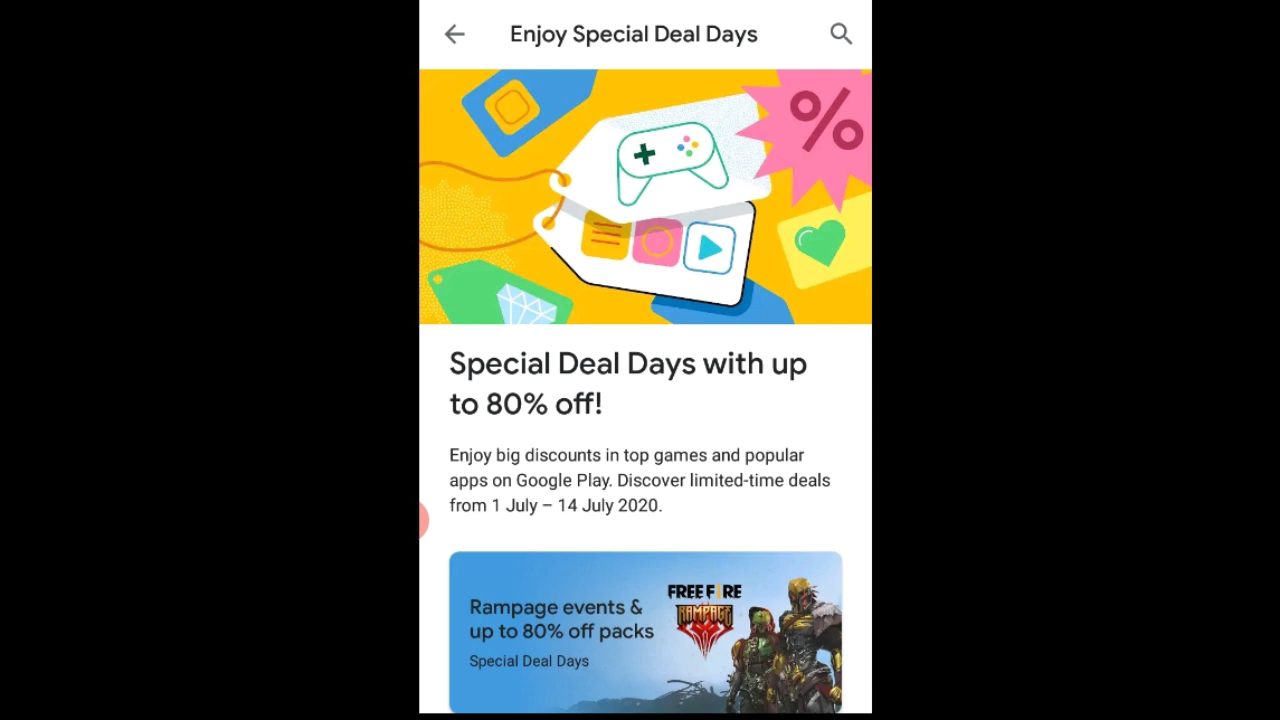 Enjoy Special Deal Days
%
Special Deal Days with up
to 80% off!
Enjoy big discounts in top games and popular
apps on Google Play. Discover limited-time deals
from 1 July – 14 July 2020.
FREE FIRE
RAMPAGE
Rampage events &
up to 80% off packs
Special Deal Days